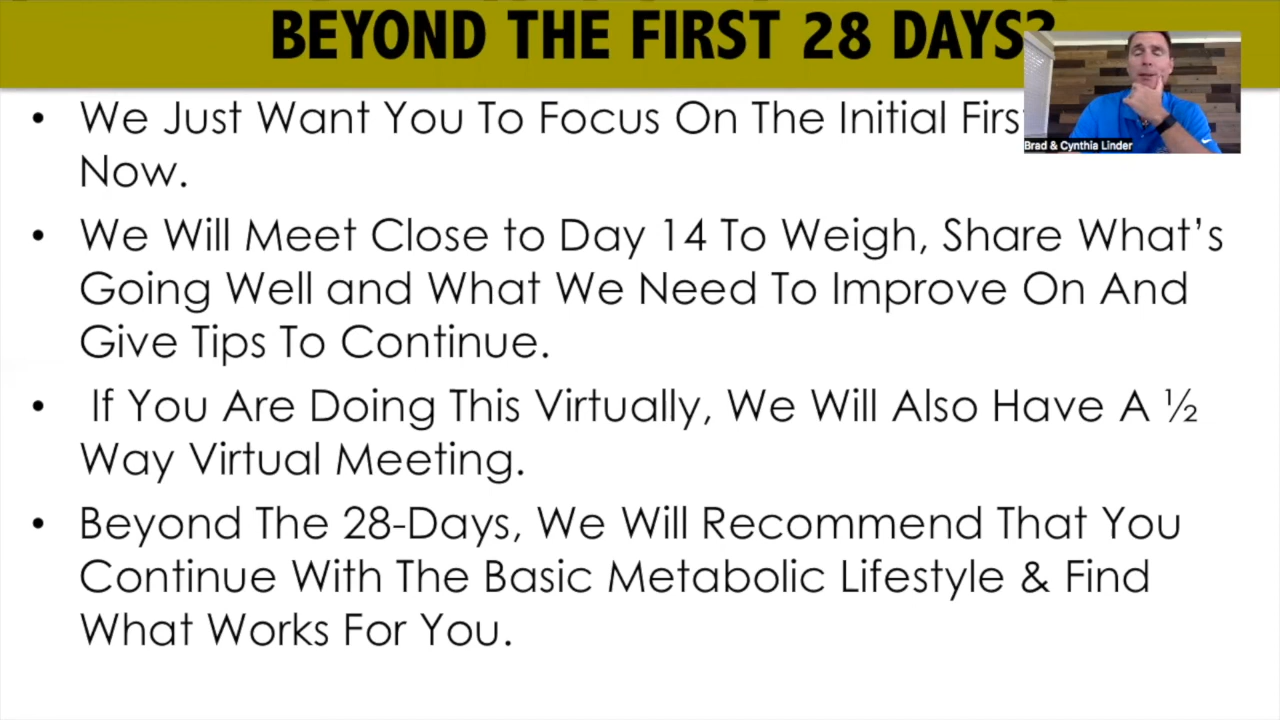 BEYOND THE FIRST 28 DAYS?
Brad & Cynthia Linder
• We Just Want You To Focus On The Initial
Now.
• We Will Meet Close to Day 14 To Weigh, Share What's
Going Well and What We Need To Improve On And
Give Tips To Continue.
• If You Are Doing This Virtually, We Will Also Have A ½
Way Virtual Meeting.
• Beyond The 28-Days, We Will Recommend That You
Continue With The Basic Metabolic Lifestyle & Find
What Works For You.